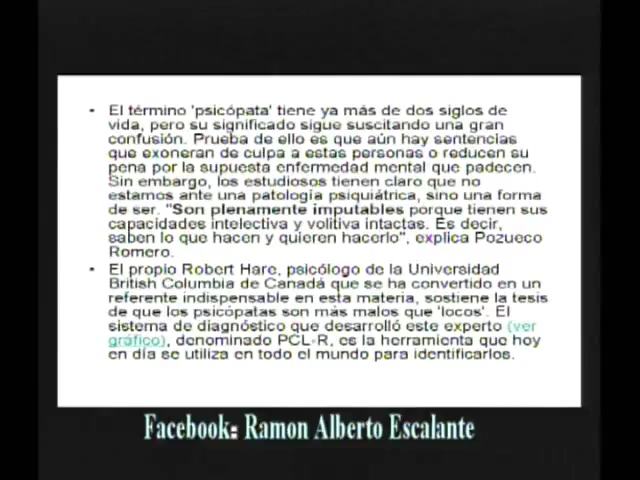 • El término 'psicópata' tiene ya más de dos siglos de
vida, pero su significado sigue suscitando una gran
confusión. Prueba de ello es que aún hay sentencias
que exoneran de culpa a estas personas o reducen su
pena por la supuesta enfermedad mental que padecen.
Sin embargo, los estudiosos tienen claro que no
estamos ante una patología psiquiátrica, sino una forma
de ser. "Son plenamente imputables porque tienen sus
capacidades intelectiva y volitiva intactas. Es decir,
saben lo que hacen y quieren hacerlo", explica Pozueco
Romero.
• El propio Robert Hare, psicólogo de la Universidad
British Columbia de Canadá que se ha convertido en un
referente indispensable en esta materia, sostiene la tesis
de que los psicópatas son más malos que 'locos'. El
sistema de diagnóstico que desarrolló este experto (ver
gráfico), denominado PCL-R, es la herramienta que hoy
en día se utiliza en todo el mundo para identificarlos.
Facebook: Ramon Alberto Escalante